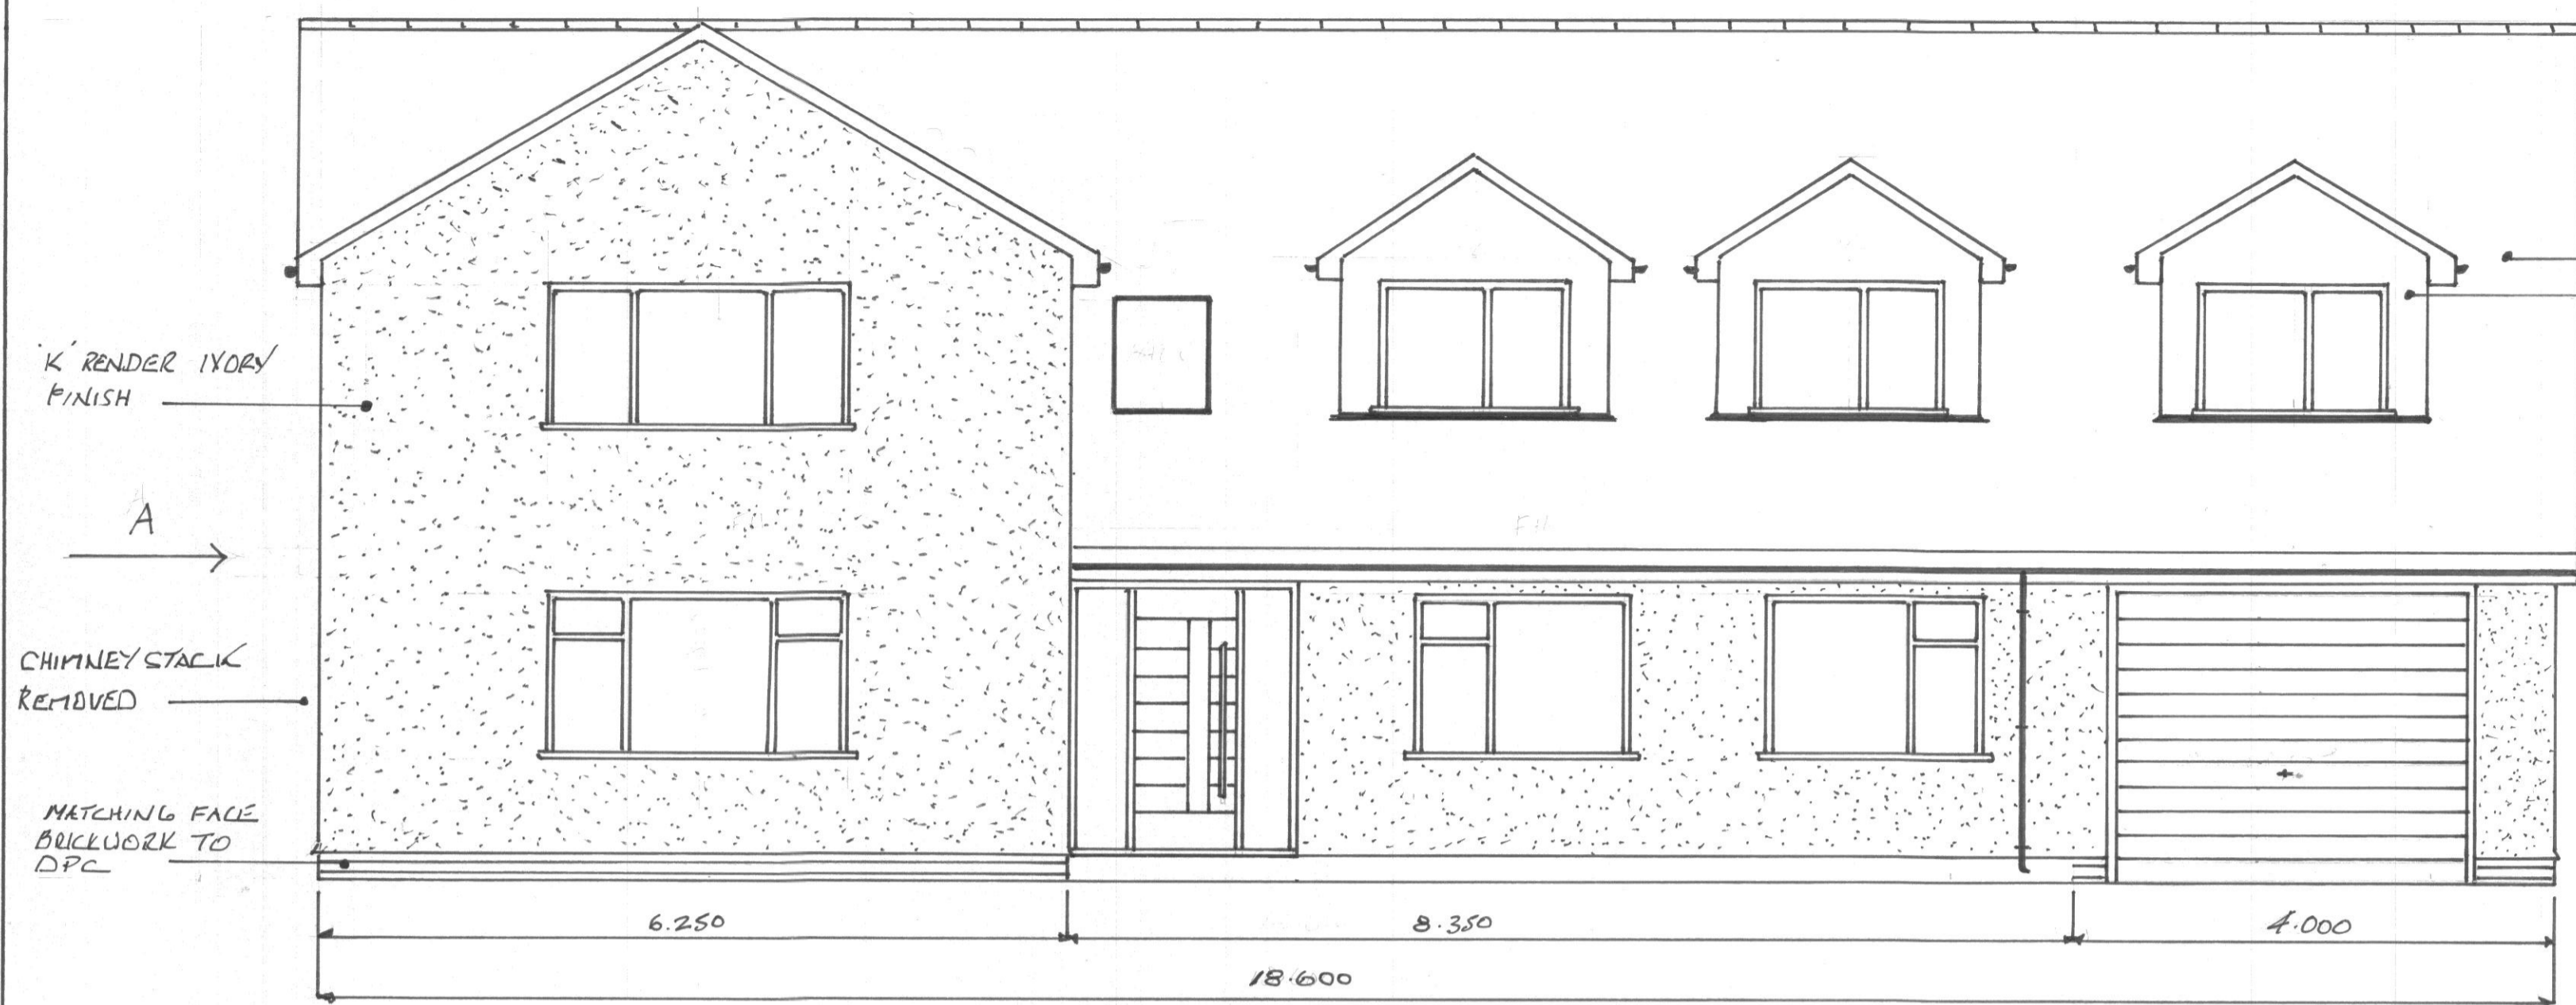 'K' RENDER IVORY
FINISH
A
CHIMNEY STACK
REMOVED
MATCHING FACE
BRICKWORK TO
DPC
6.250
8.350
4.000
18.600